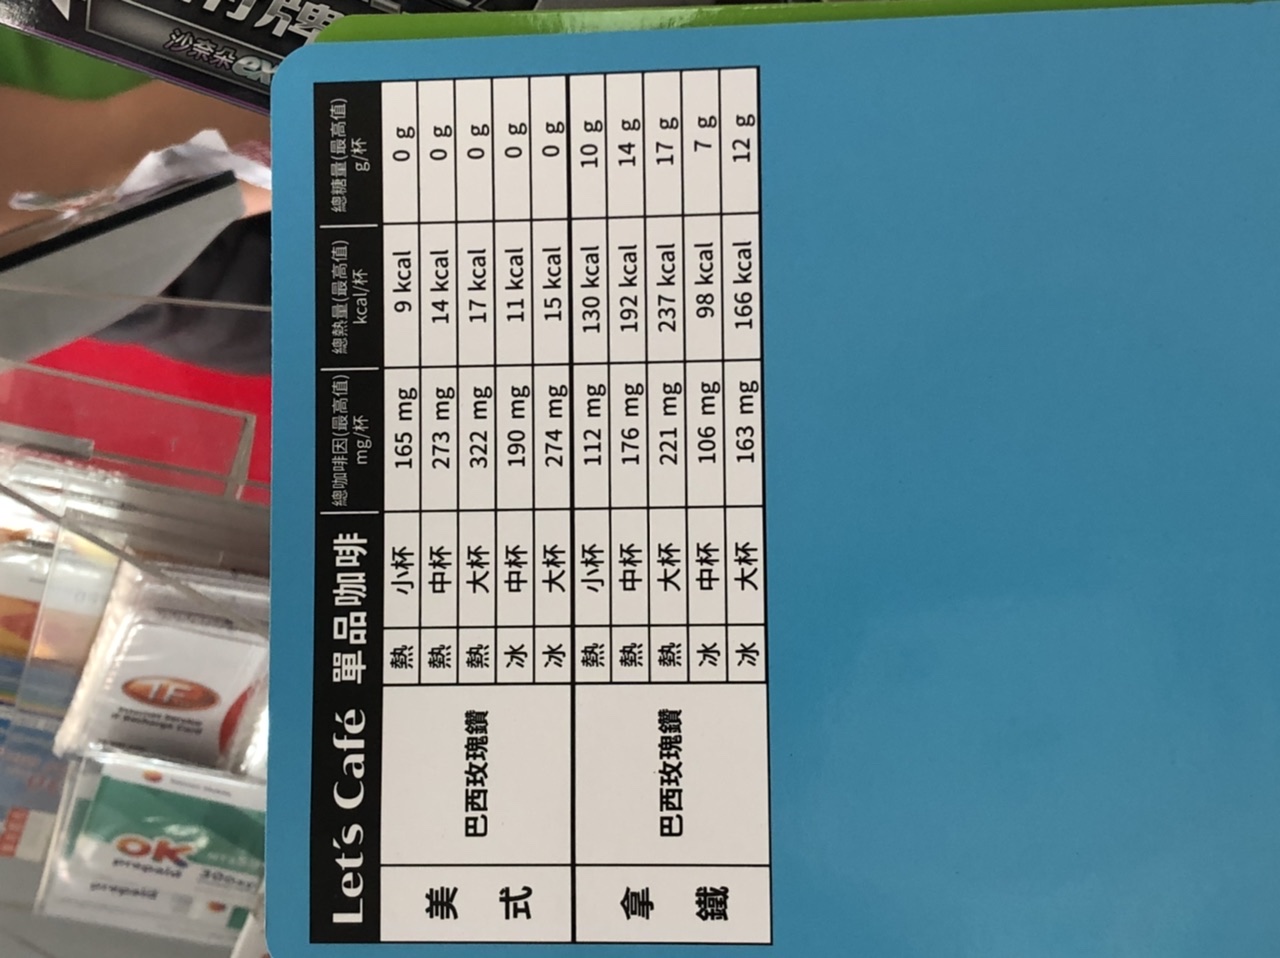 Let's Café 單品咖啡 總咖啡因(最高值) mg/杯 總熱量(最高值) kcal/杯 總糖量(最高值) g/杯
美式 巴西玫瑰鑽
熱 小杯 165 mg 9 kcal 0 g
熱 中杯 273 mg 14 kcal 0 g
熱 大杯 322 mg 17 kcal 0 g
冰 中杯 190 mg 11 kcal 0 g
冰 大杯 274 mg 15 kcal 0 g
拿鐵 巴西玫瑰鑽
熱 小杯 112 mg 130 kcal 10 g
熱 中杯 176 mg 192 kcal 14 g
熱 大杯 221 mg 237 kcal 17 g
冰 中杯 106 mg 98 kcal 7 g
冰 大杯 163 mg 166 kcal 12 g
沙奈朵ex
TF
OK
prepaid
prepaid